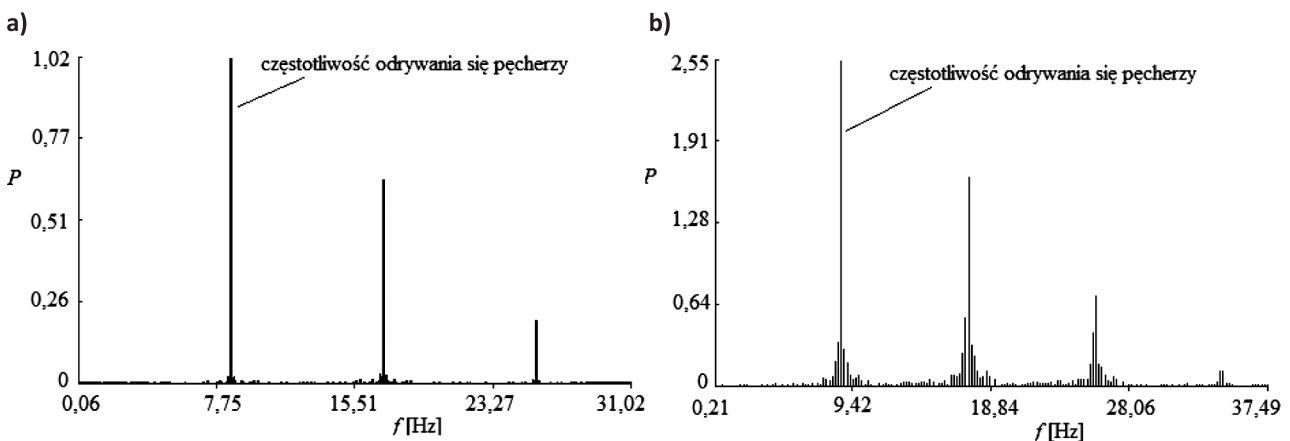 a)
1,02
0,77
P
0,51
0,26
0
częstotliwość odrywania się pęcherzy
0,06
7,75
15,51
23,27
31,02
f [Hz]
b)
2,55
1,91
P
1,28
0,64
0
częstotliwość odrywania się pęcherzy
0,21
9,42
18,84
28,06
37,49
f [Hz]